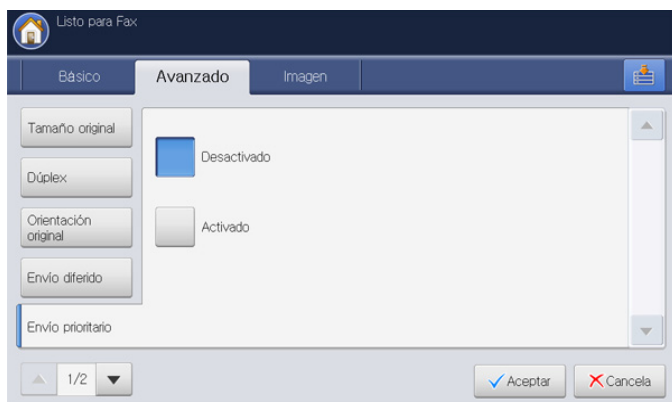 Listo para Fax
Básico
Avanzado
Imagen
Tamaño original
Dúplex
Orientación
original
Envío diferido
Envío prioritario
Desactivado
Activado
1/2
Aceptar
Cancela